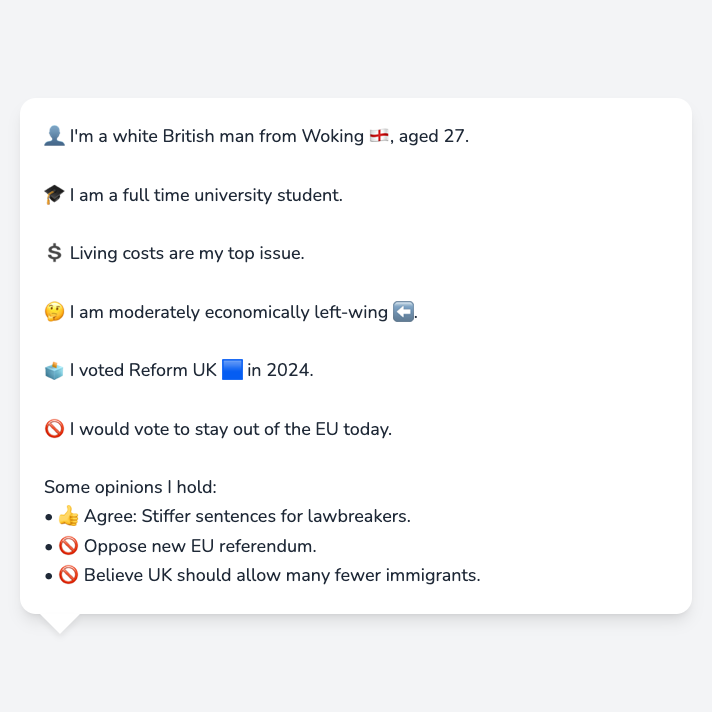 👤 I'm a white British man from Woking 🏴󠁧󠁢󠁥󠁮󠁧󠁿, aged 27.
🎓 I am a full time university student.
💲 Living costs are my top issue.
🤔 I am moderately economically left-wing ⬅️.
🗳️ I voted Reform UK 🟦 in 2024.
🚫 I would vote to stay out of the EU today.
Some opinions I hold:
• 👍 Agree: Stiffer sentences for lawbreakers.
• 🚫 Oppose new EU referendum.
• 🚫 Believe UK should allow many fewer immigrants.